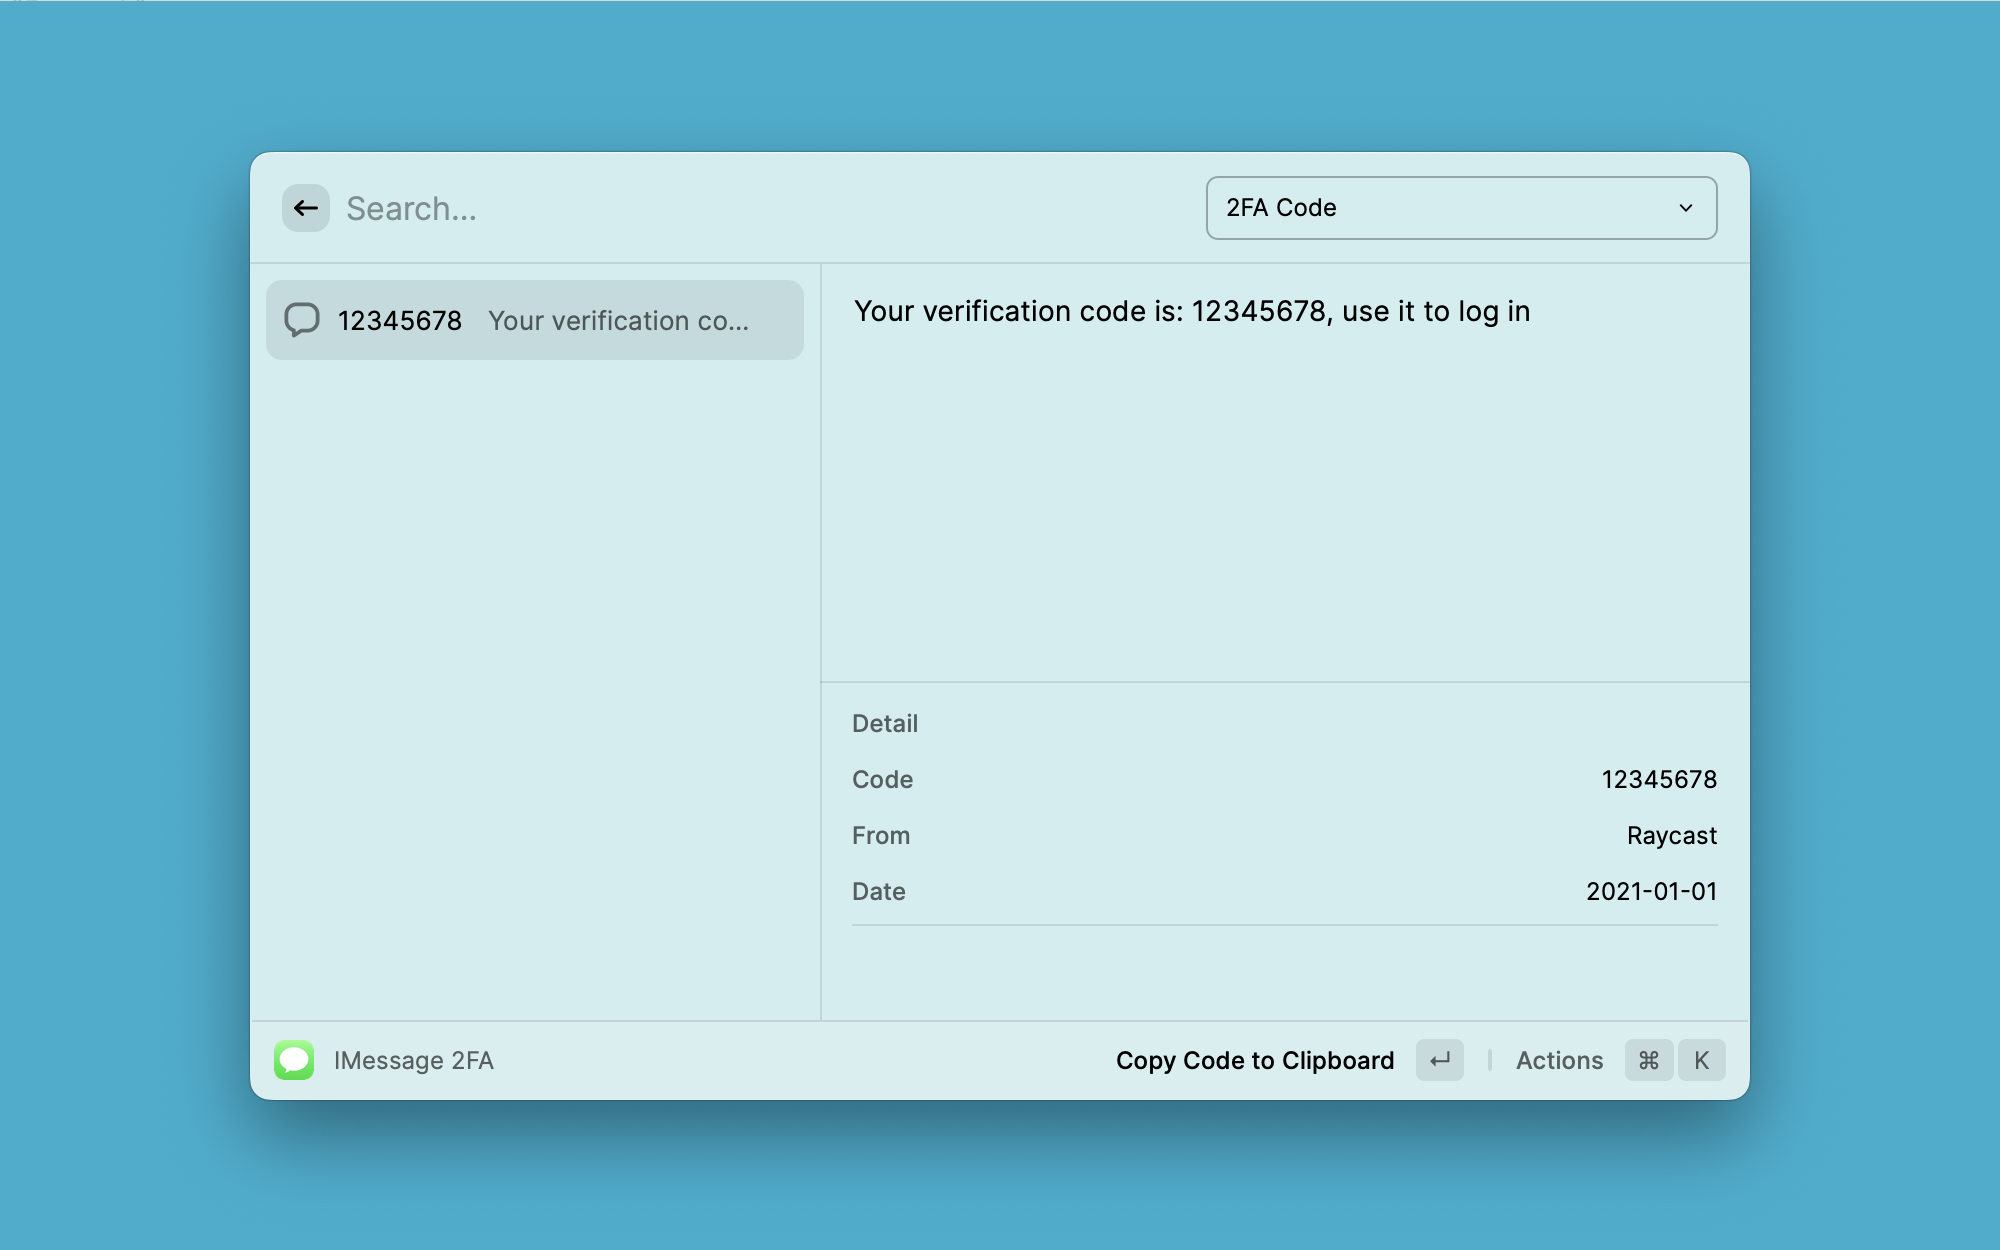 Search...
2FA Code
12345678 Your verification co...
Your verification code is: 12345678, use it to log in
Detail
Code 12345678
From Raycast
Date 2021-01-01
IMessage 2FA
Copy Code to Clipboard ↵ | Actions ⌘ K